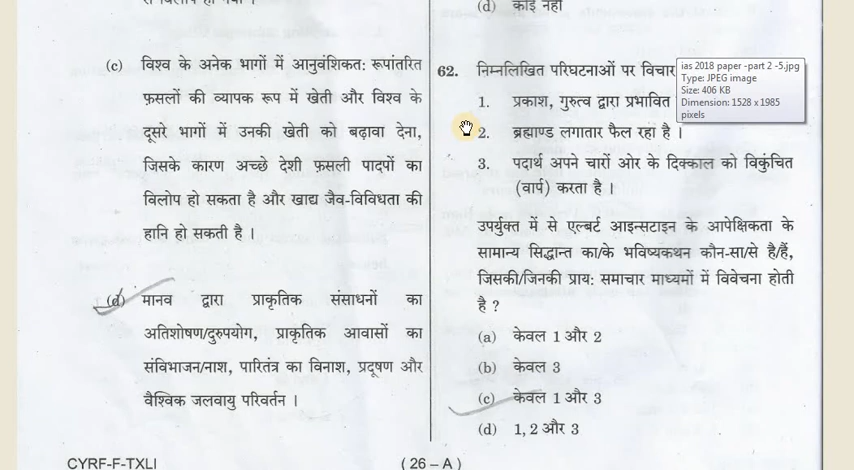 (c) विश्व के अनेक भागों में आनुवंशिकत: रूपांतरित
फ़सलों की व्यापक रूप में खेती और विश्व के
दूसरे भागों में उनकी खेती को बढ़ावा देना,
जिसके कारण अच्छे देशी फ़सली पादपों का
विलोप हो सकता है और खाद्य जैव-विविधता की
हानि हो सकती है ।
(d) मानव द्वारा प्राकृतिक संसाधनों का
अतिशोषण/दुरुपयोग, प्राकृतिक आवासों का
संविभाजन/नाश, पारितंत्र का विनाश, प्रदूषण और
वैश्विक जलवायु परिवर्तन ।
CYRF-F-TXLI
( 26 – A )
(d) कोई नहीं
62. निम्नलिखित परिघटनाओं पर विचार
1. प्रकाश, गुरुत्व द्वारा प्रभावित
2. ब्रह्माण्ड लगातार फैल रहा है ।
3. पदार्थ अपने चारों ओर के दिक्काल को विकुंचित
(वार्प) करता है ।
उपर्युक्त में से एल्बर्ट आइन्सटाइन के आपेक्षिकता के
सामान्य सिद्धान्त का/के भविष्यकथन कौन-सा/से है/हैं,
जिसकी/जिनकी प्राय: समाचार माध्यमों में विवेचना होती
है ?
(a) केवल 1 और 2
(b) केवल 3
(c) केवल 1 और 3
(d) 1, 2 और 3
ias 2018 paper -part 2 -5.jpg
Type: JPEG image
Size: 406 KB
Dimension: 1528 x 1985
pixels